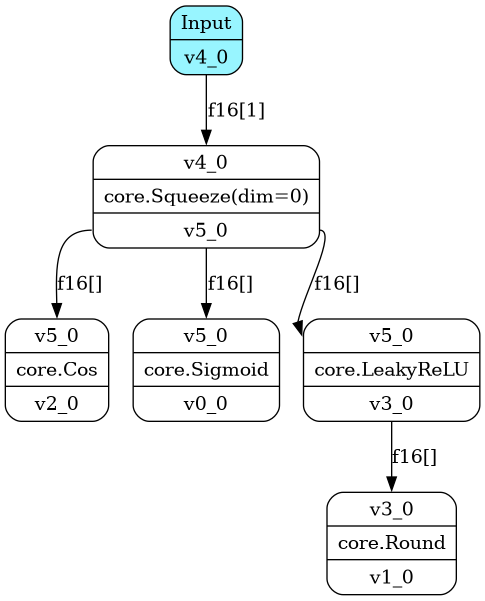 Input
v4_0
f16[1]
v4_0
core.Squeeze(dim=0)
v5_0
f16[]
f16[]
f16[]
v5_0
core.Cos
v2_0
v5_0
core.Sigmoid
v0_0
v5_0
core.LeakyReLU
v3_0
f16[]
v3_0
core.Round
v1_0